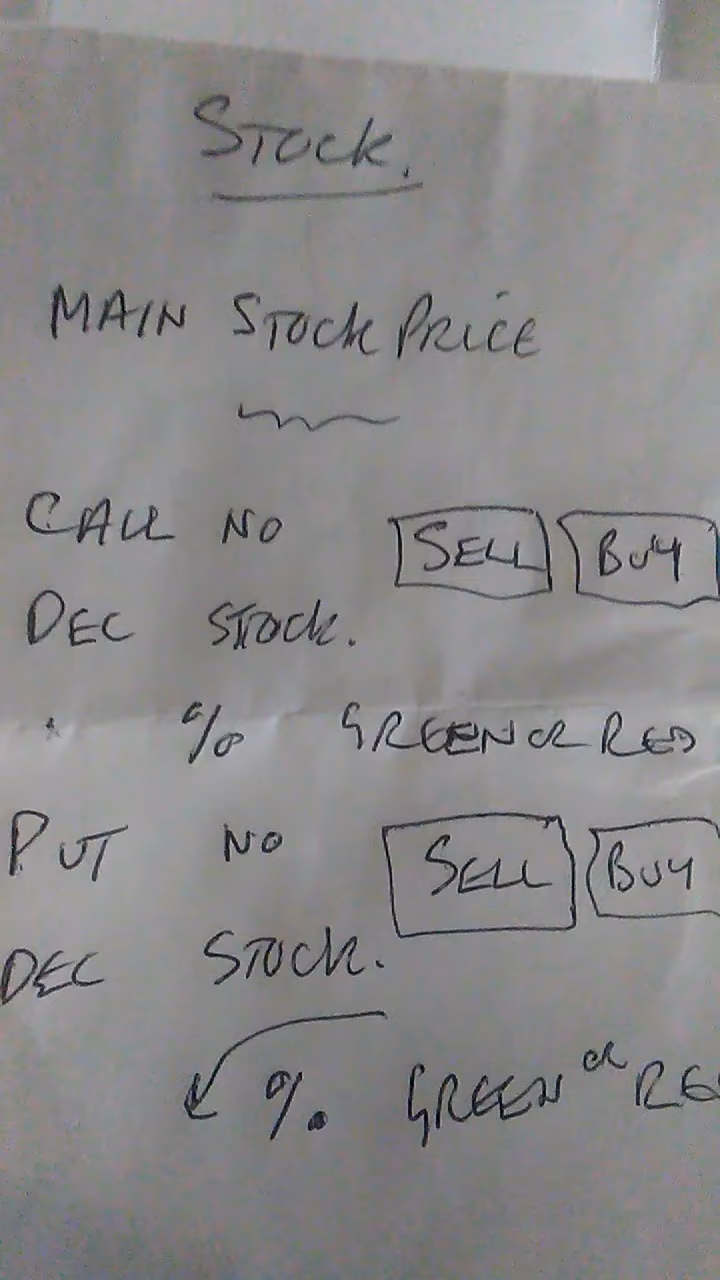 STOCK.
MAIN STOCK PRICE
CALL NO SELL BUY
DEC STOCK.
% GREEN OR RED
PUT NO SELL BUY
DEC STOCK.
% GREEN OR RED